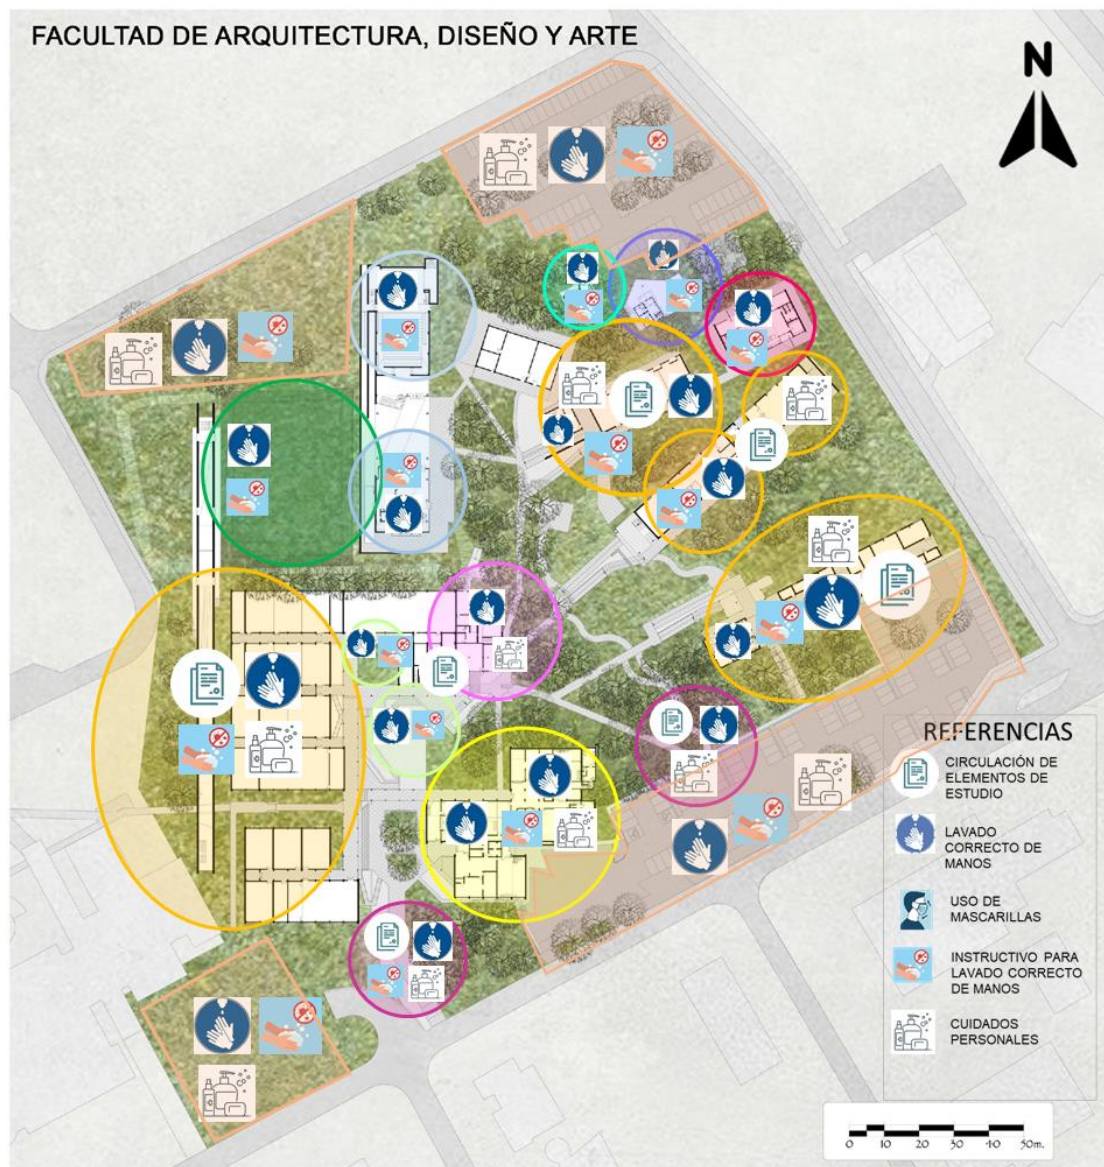 FACULTAD DE ARQUITECTURA, DISEÑO Y ARTE
N
REFERENCIAS
CIRCULACIÓN DE
ELEMENTOS DE
ESTUDIO
LAVADO
CORRECTO DE
MANOS
USO DE
MASCARILLAS
INSTRUCTIVO PARA
LAVADO CORRECTO
DE MANOS
CUIDADOS
PERSONALES
0 10 20 30 40 50m.